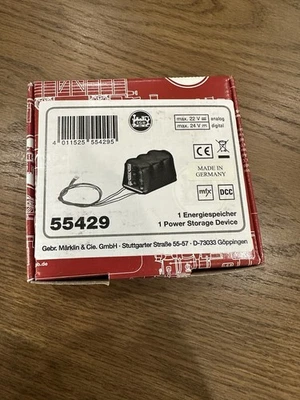 LGB
max. 22 V
max. 24 V
analog
digital
4 011525 554295
CE
MADE IN
GERMANY
mfx DCC
55429
1 Energiespeicher
1 Power Storage Device
Gebr. Märklin & Cie. GmbH · Stuttgarter Straße 55-57 · D-73033 Göppingen